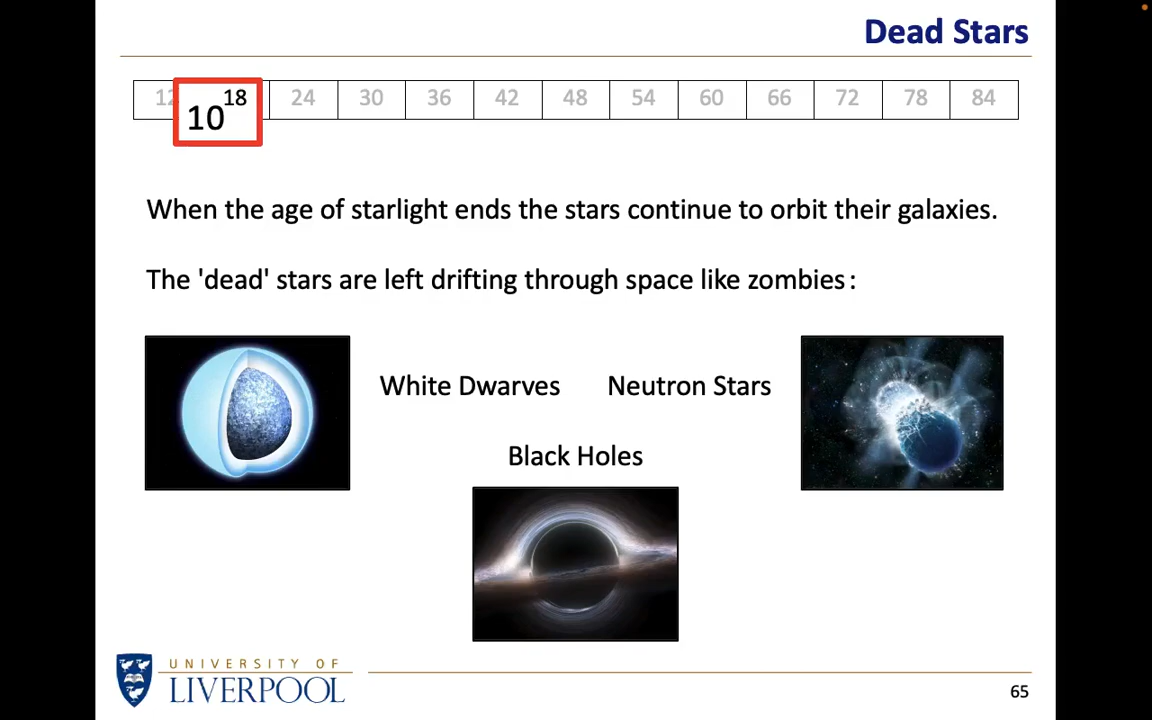 Dead Stars
12 10^18 24 30 36 42 48 54 60 66 72 78 84
When the age of starlight ends the stars continue to orbit their galaxies.
The 'dead' stars are left drifting through space like zombies:
White Dwarves Neutron Stars
Black Holes
UNIVERSITY OF
LIVERPOOL
65